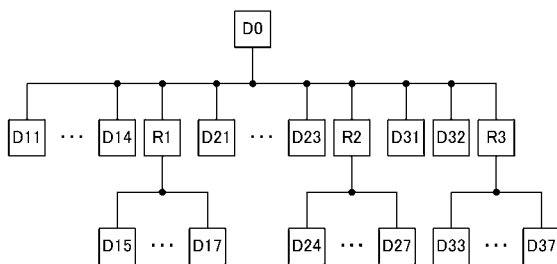 D0
D11 ··· D14 R1 D21 ··· D23 R2 D31 D32 R3
D15 ··· D17 D24 ··· D27 D33 ··· D37